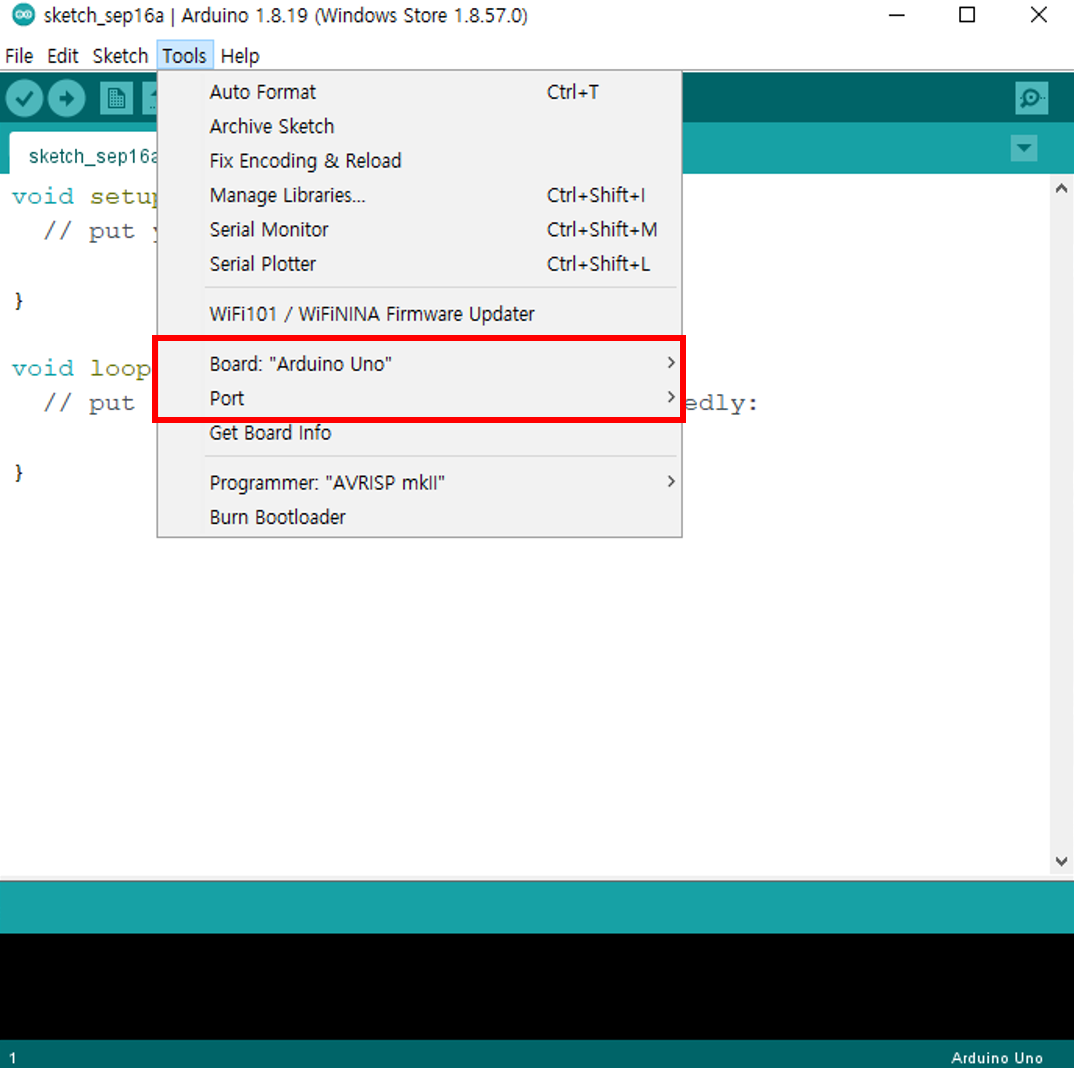 sketch_sep16a | Arduino 1.8.19 (Windows Store 1.8.57.0)
File Edit Sketch Tools Help
Auto Format Ctrl+T
Archive Sketch
Fix Encoding & Reload
Manage Libraries... Ctrl+Shift+I
Serial Monitor Ctrl+Shift+M
Serial Plotter Ctrl+Shift+L
WiFi101 / WiFiNINA Firmware Updater
Board: "Arduino Uno"
Port
Get Board Info
Programmer: "AVRISP mkII"
Burn Bootloader
sketch_sep16a
void setup
// put y
}
void loop
// put edly:
}
1 Arduino Uno